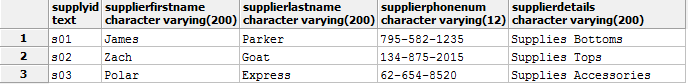 supplyid supplierfirstname supplierlastname supplierphonenum supplierdetails
text character varying(200) character varying(200) character varying(12) character varying(200)
1 s01 James Parker 795-582-1235 Supplies Bottoms
2 s02 Zach Goat 134-875-2015 Supplies Tops
3 s03 Polar Express 62-654-8520 Supplies Accessories